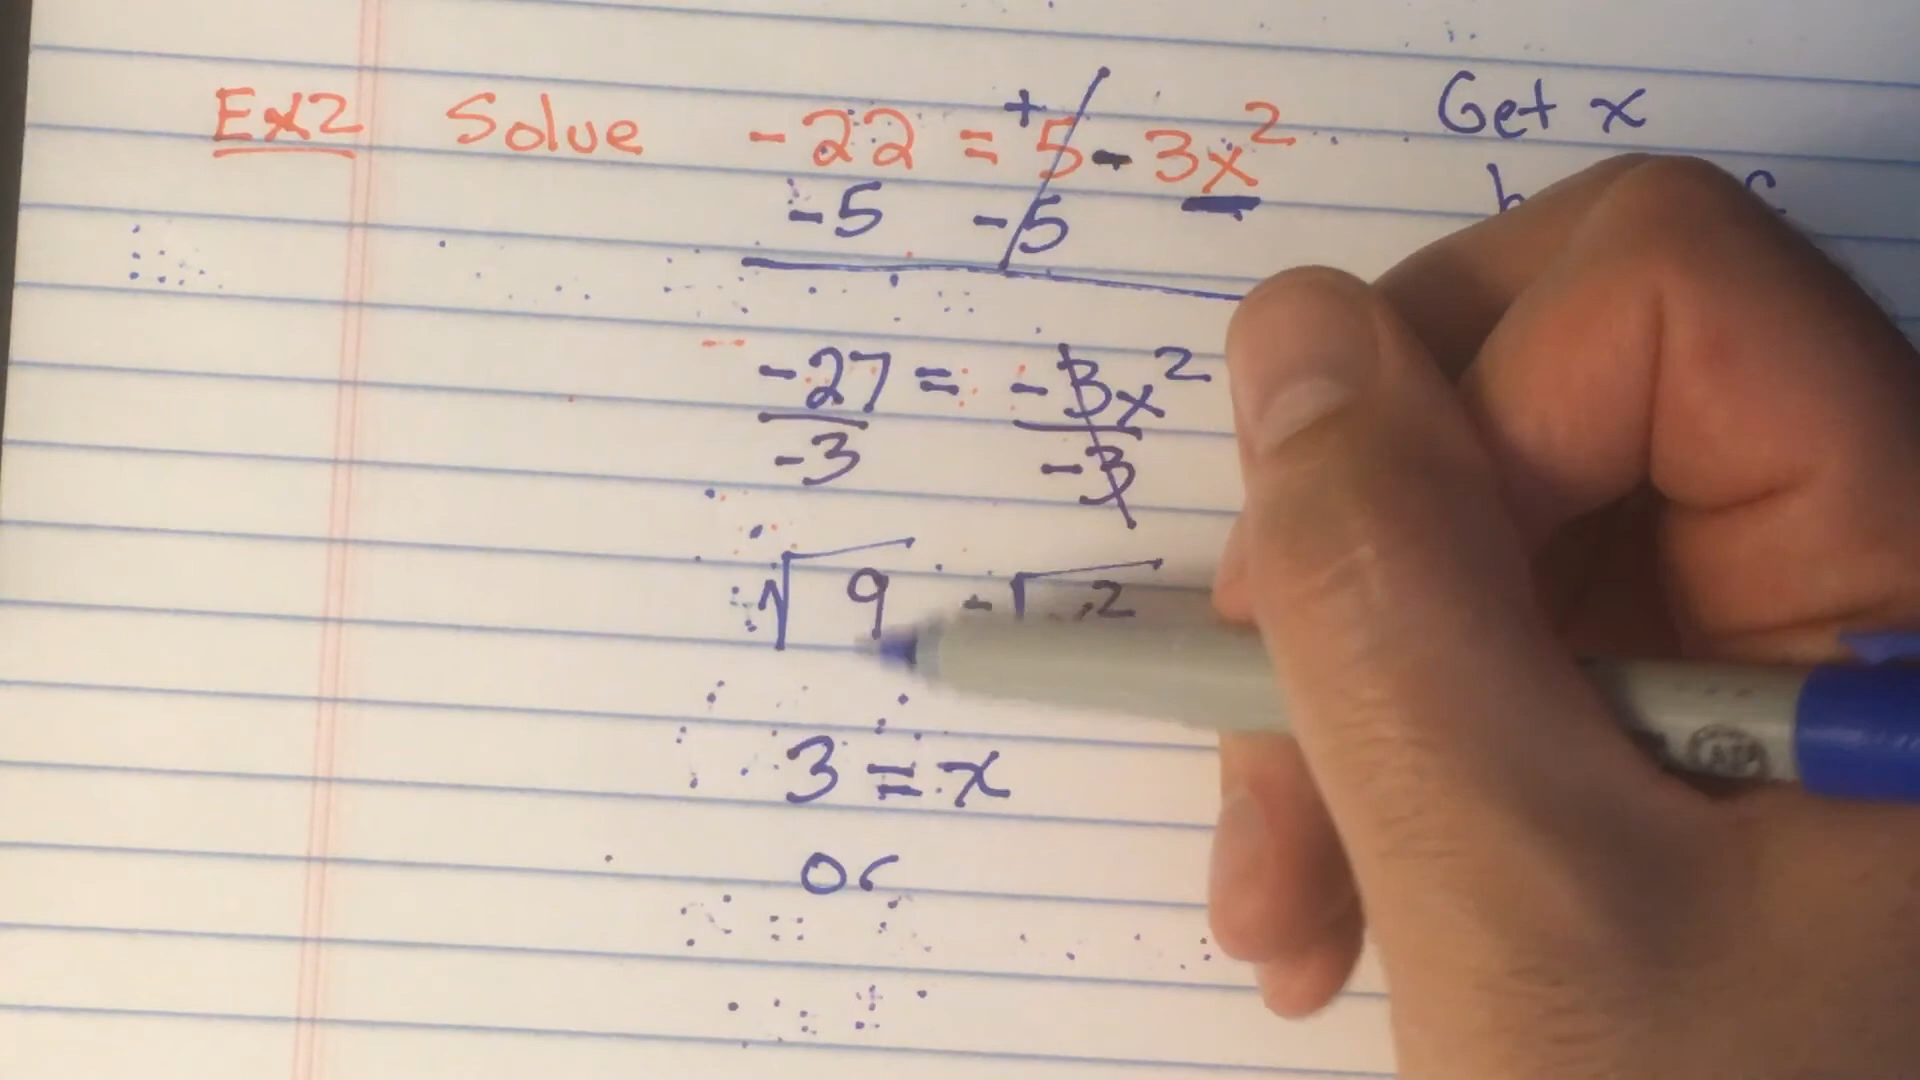 Ex2 Solve -22 = +5 - 3x²
-5 -5
Get x
-27 = -3x²
-3 -3
√9 = √x²
3 = x
or